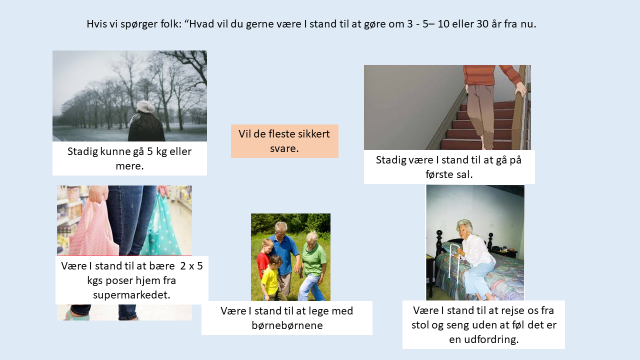 Hvis vi spørger folk: “Hvad vil du gerne være I stand til at gøre om 3 - 5– 10 eller 30 år fra nu.
Vil de fleste sikkert
svare.
Stadig kunne gå 5 kg eller
mere.
Stadig være I stand til at gå på
første sal.
Være I stand til at bære  2 x 5
kgs poser hjem fra
supermarkedet.
Være I stand til at lege med
børnebørnene
Være I stand til at rejse os fra
stol og seng uden at føl det er
en udfordring.